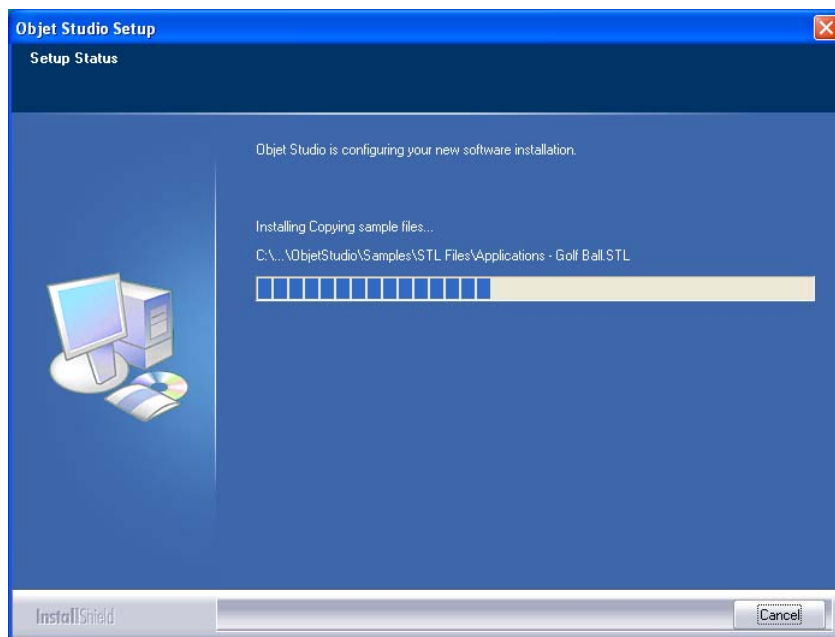 Objet Studio Setup
Setup Status
Objet Studio is configuring your new software installation.
Installing Copying sample files...
C:\...\ObjetStudio\Samples\STL Files\Applications - Golf Ball.STL
InstallShield
Cancel